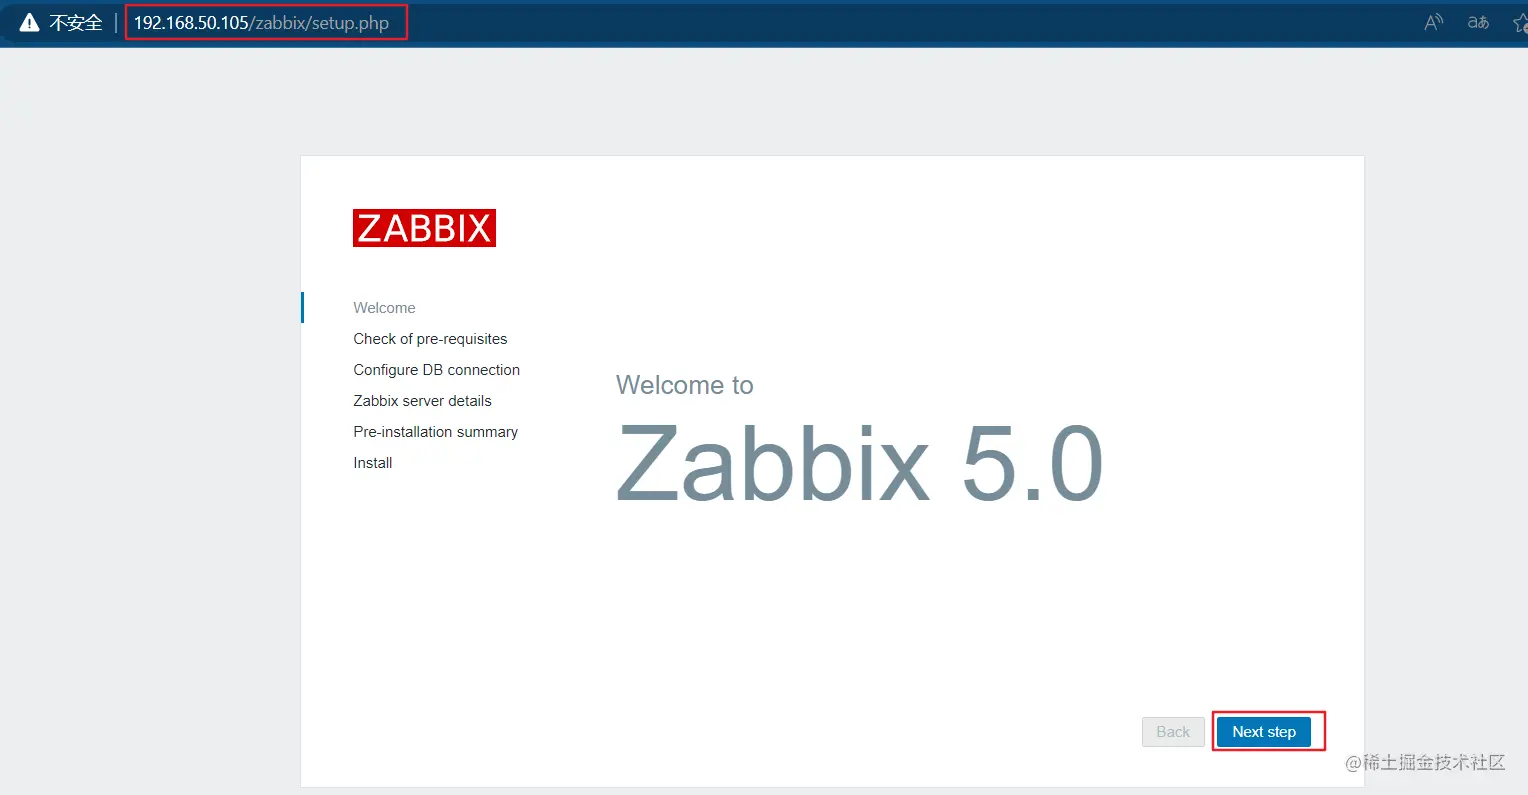 不安全 | 192.168.50.105/zabbix/setup.php
ZABBIX
Welcome
Check of pre-requisites
Configure DB connection
Zabbix server details
Pre-installation summary
Install
Welcome to
Zabbix 5.0
Back Next step
@稀土掘金技术社区